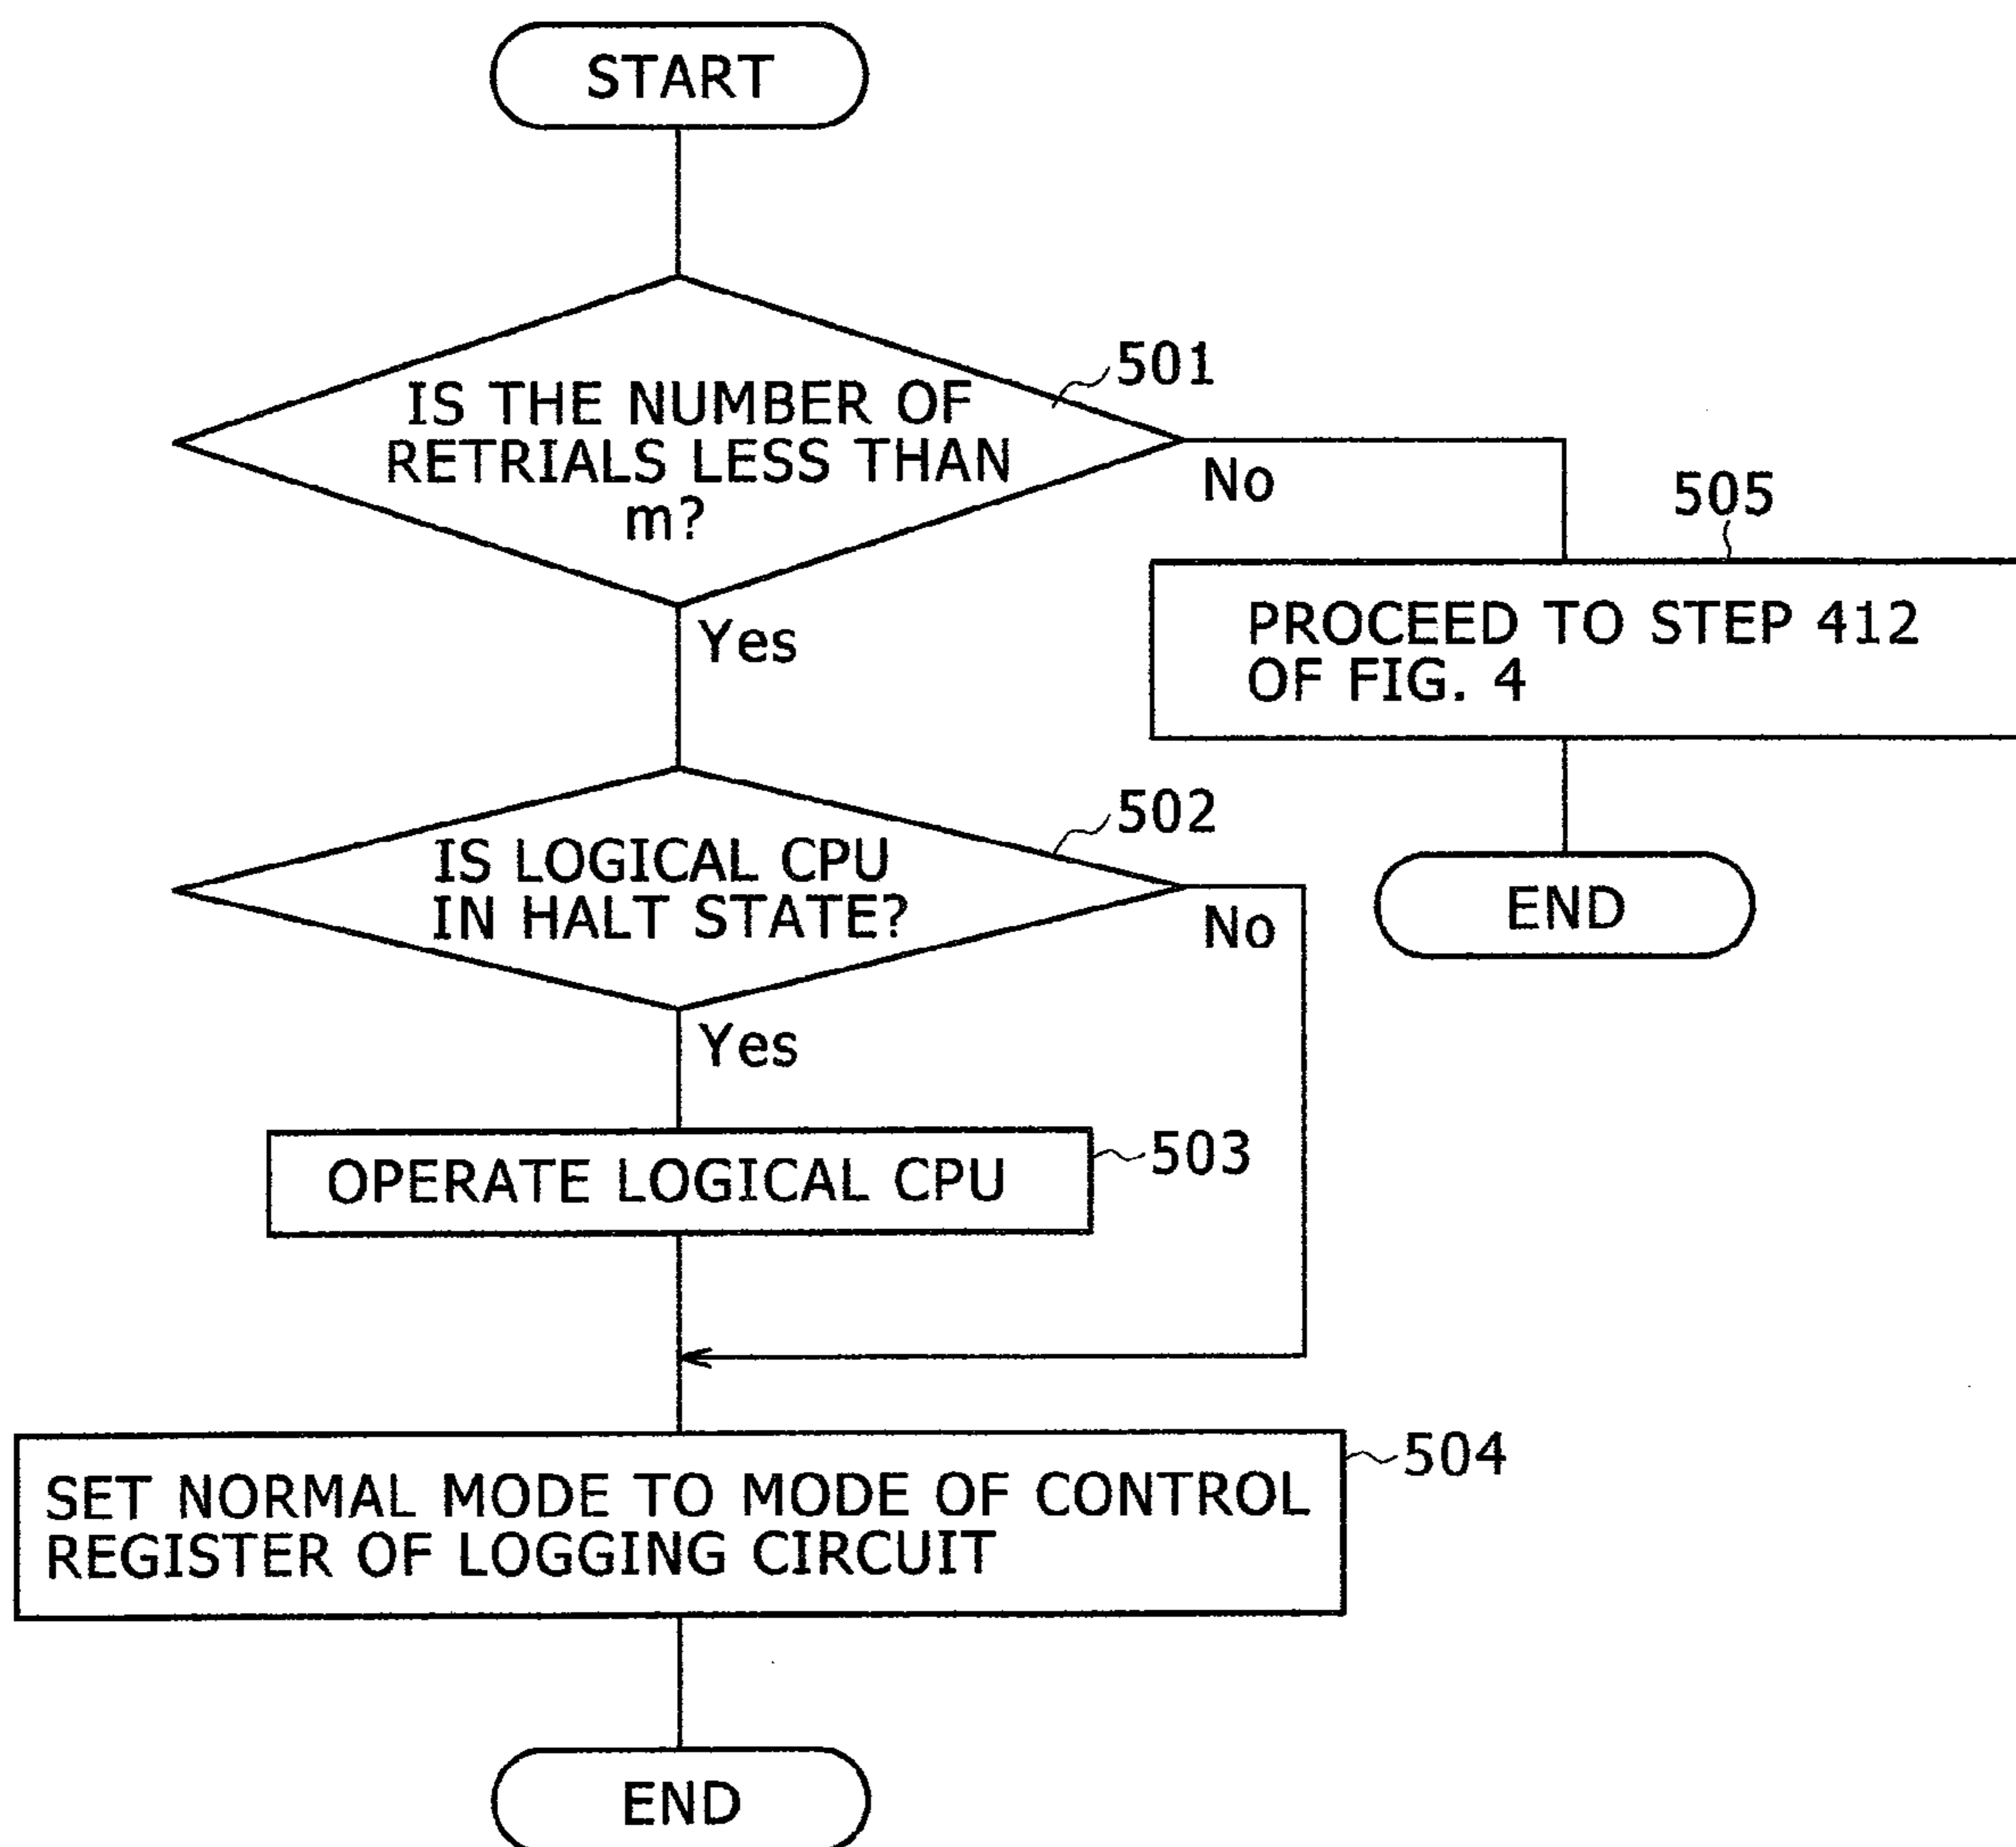 START
501
IS THE NUMBER OF
RETRIALS LESS THAN
m?
No
505
Yes
PROCEED TO STEP 412
OF FIG. 4
502
IS LOGICAL CPU
IN HALT STATE?
No
END
Yes
503
OPERATE LOGICAL CPU
504
SET NORMAL MODE TO MODE OF CONTROL
REGISTER OF LOGGING CIRCUIT
END